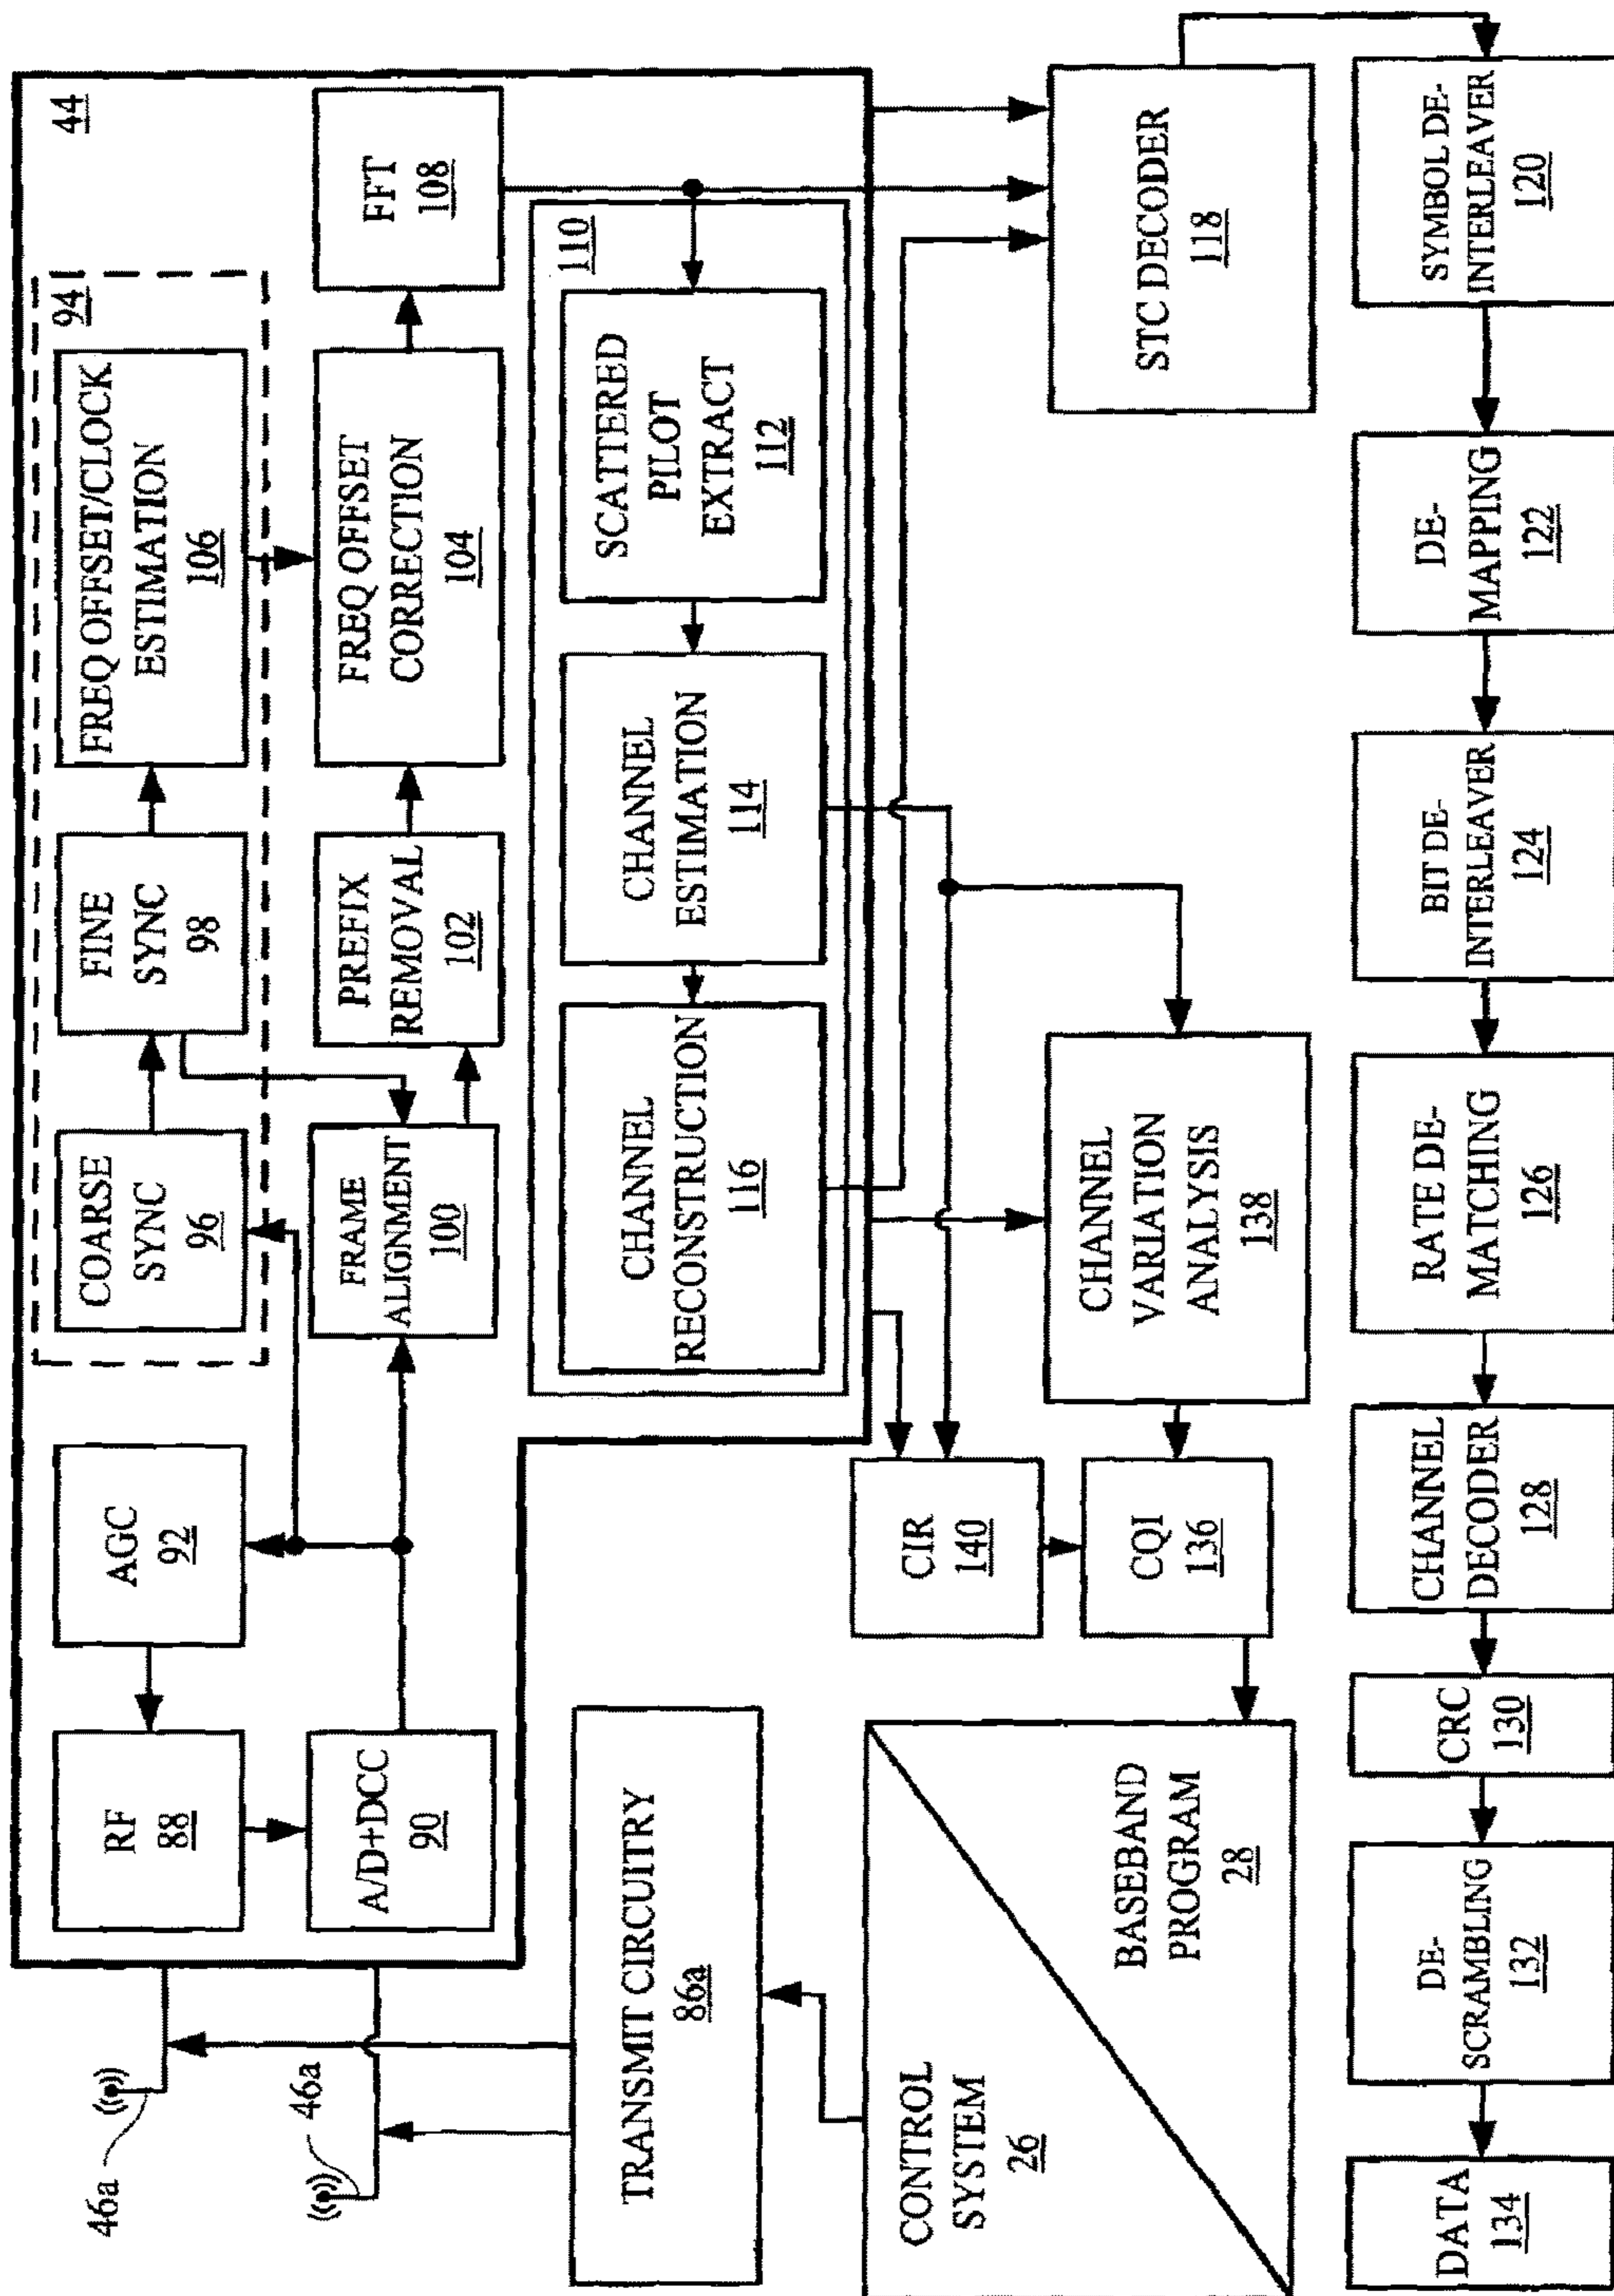 46a
46a
44
RF
88
AGC
92
A/D+DCC
90
94
COARSE
SYNC
96
FINE
SYNC
98
FREQ OFFSET/CLOCK
ESTIMATION
106
FRAME
ALIGNMENT
100
PREFIX
REMOVAL
102
FREQ OFFSET
CORRECTION
104
FFT
108
110
CHANNEL
RECONSTRUCTION
116
CHANNEL
ESTIMATION
114
SCATTERED
PILOT
EXTRACT
112
TRANSMIT CIRCUITRY
86a
CONTROL
SYSTEM
26
BASEBAND
PROGRAM
28
CIR
140
CQI
136
CHANNEL
VARIATION
ANALYSIS
138
STC DECODER
118
DATA
134
DE-
SCRAMBLING
132
CRC
130
CHANNEL
DECODER
128
RATE DE-
MATCHING
126
BIT DE-
INTERLEAVER
124
DE-
MAPPING
122
SYMBOL DE-
INTERLEAVER
120